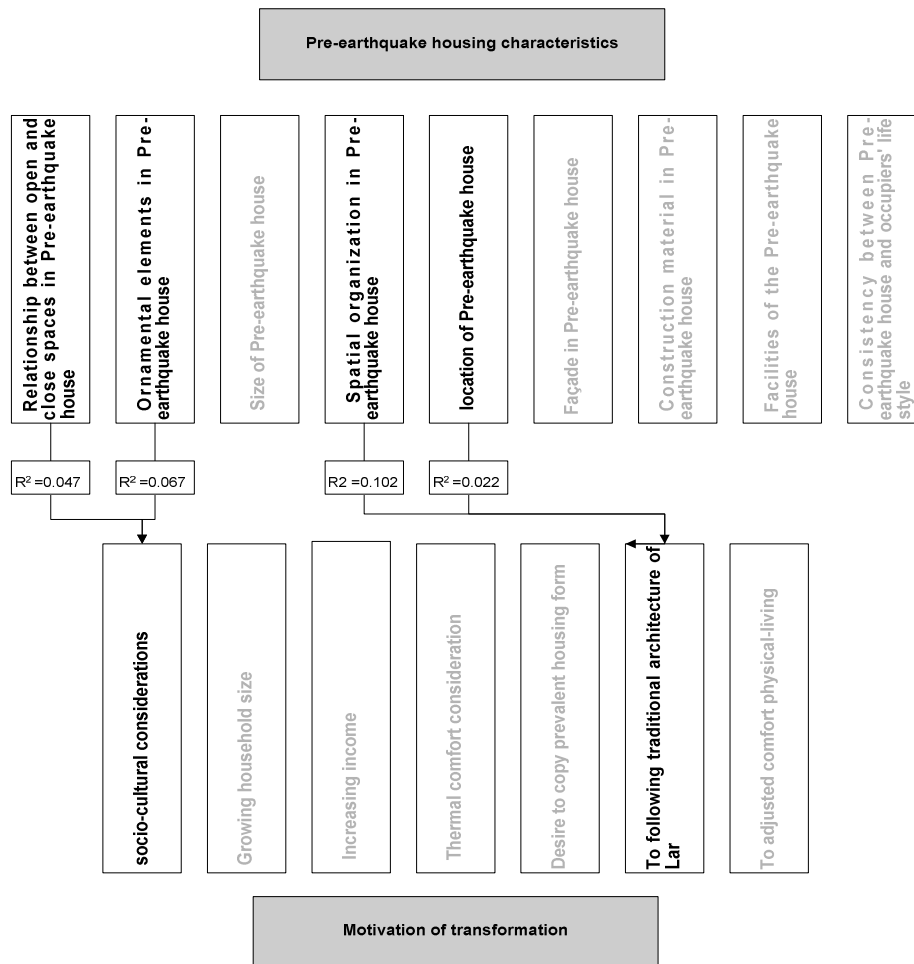 Pre-earthquake housing characteristics
Relationship between open and
close spaces in Pre-earthquake
house
Ornamental elements in Pre-
earthquake house
Size of Pre-earthquake house
Spatial organization in Pre-
earthquake house
location of Pre-earthquake house
Façade in Pre-earthquake house
Construction material in Pre-
earthquake house
Facilities of the Pre-earthquake
house
Consistency between Pre-
earthquake house and occupiers' life
style
R² =0.047
R² =0.067
R2 =0.102
R² =0.022
socio-cultural considerations
Growing household size
Increasing income
Thermal comfort consideration
Desire to copy prevalent housing form
To following traditional architecture of
Lar
To adjusted comfort physical-living
Motivation of transformation